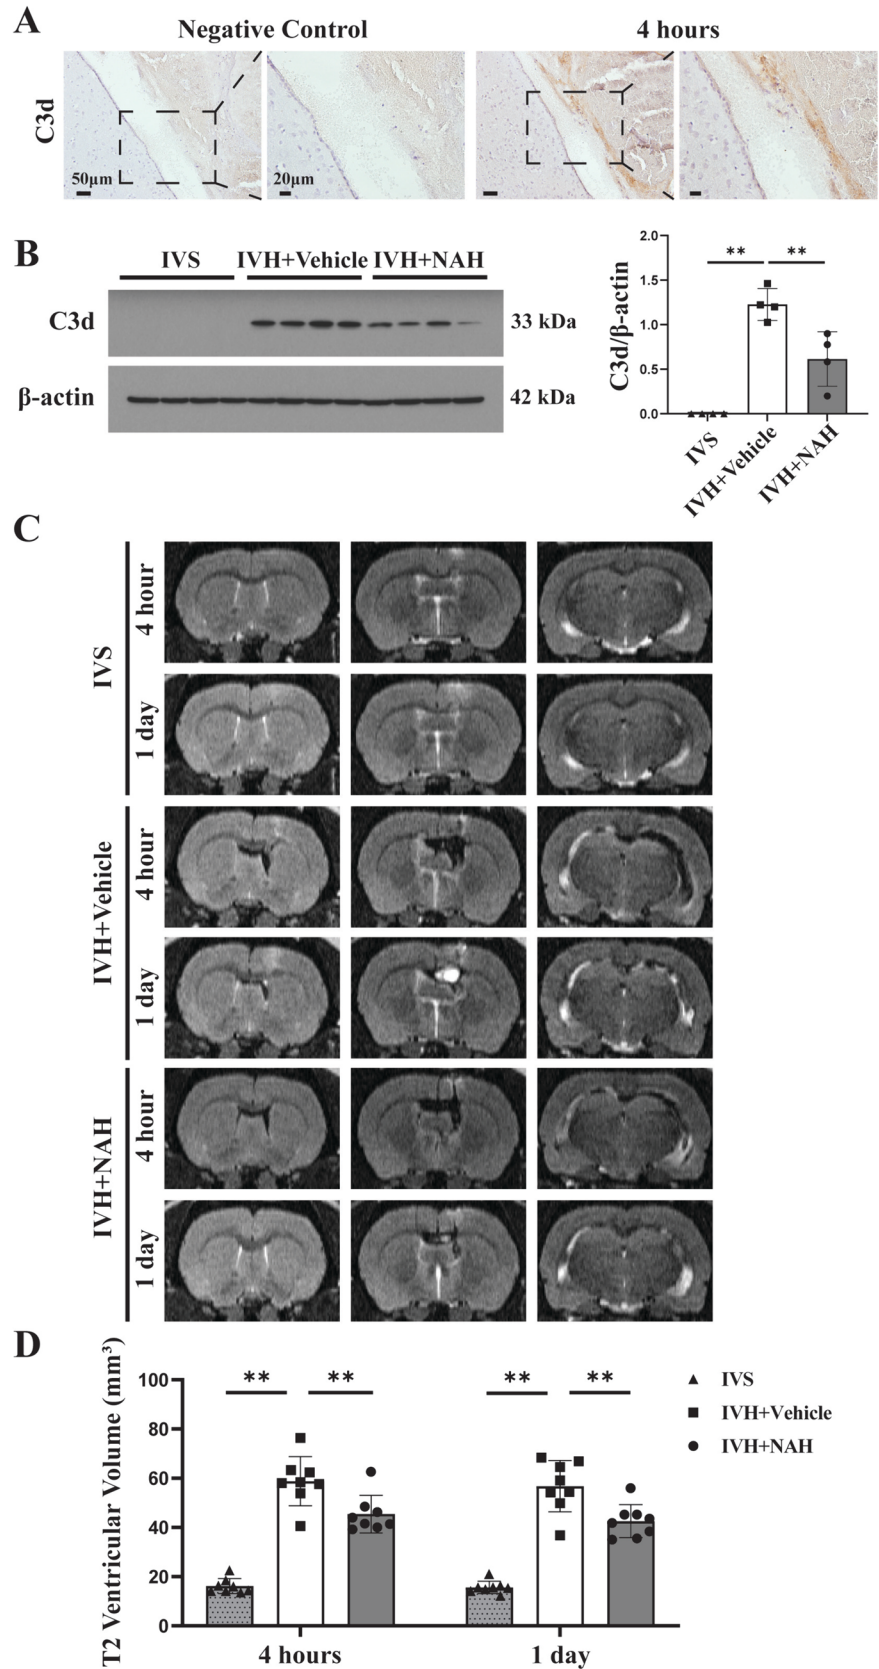 A
Negative Control
4 hours
C3d
50μm
20μm
B
IVS
IVH+Vehicle
IVH+NAH
C3d
33 kDa
β-actin
42 kDa
C3d/β-actin
2.0
1.5
1.0
0.5
0.0
**
**
IVS
IVH+Vehicle
IVH+NAH
C
IVS
4 hour
1 day
IVH+Vehicle
4 hour
1 day
IVH+NAH
4 hour
1 day
D
T2 Ventricular Volume (mm³)
100
80
60
40
20
0
**
**
**
**
4 hours
1 day
IVS
IVH+Vehicle
IVH+NAH